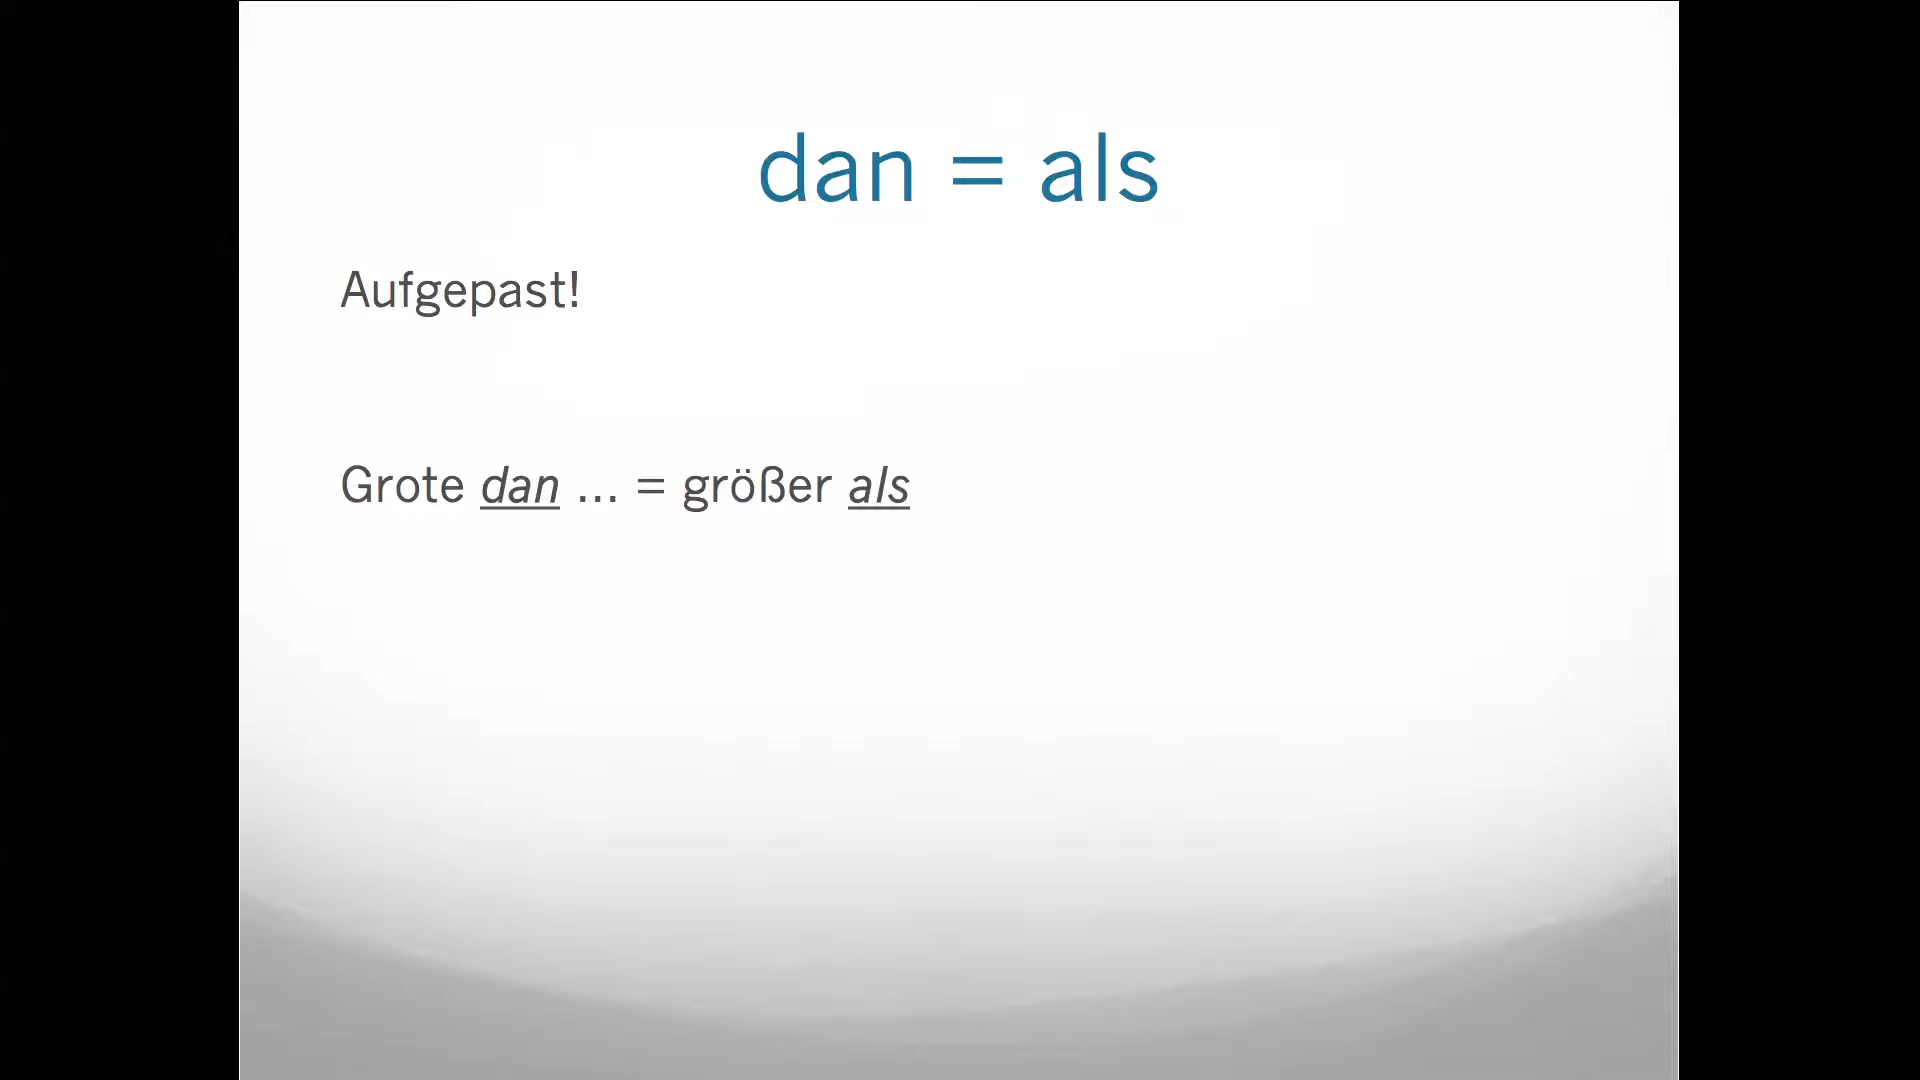 dan = als
Aufgepast!
Grote dan ... = größer als